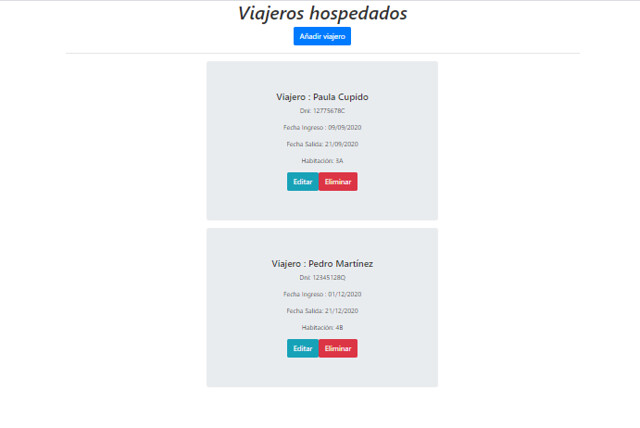 Viajeros hospedados
Añadir viajero
Viajero : Paula Cupido
Dni: 12775678C
Fecha Ingreso : 09/09/2020
Fecha Salida: 21/09/2020
Habitación: 3A
Editar Eliminar
Viajero : Pedro Martínez
Dni: 12345128Q
Fecha Ingreso : 01/12/2020
Fecha Salida: 21/12/2020
Habitación: 4B
Editar Eliminar